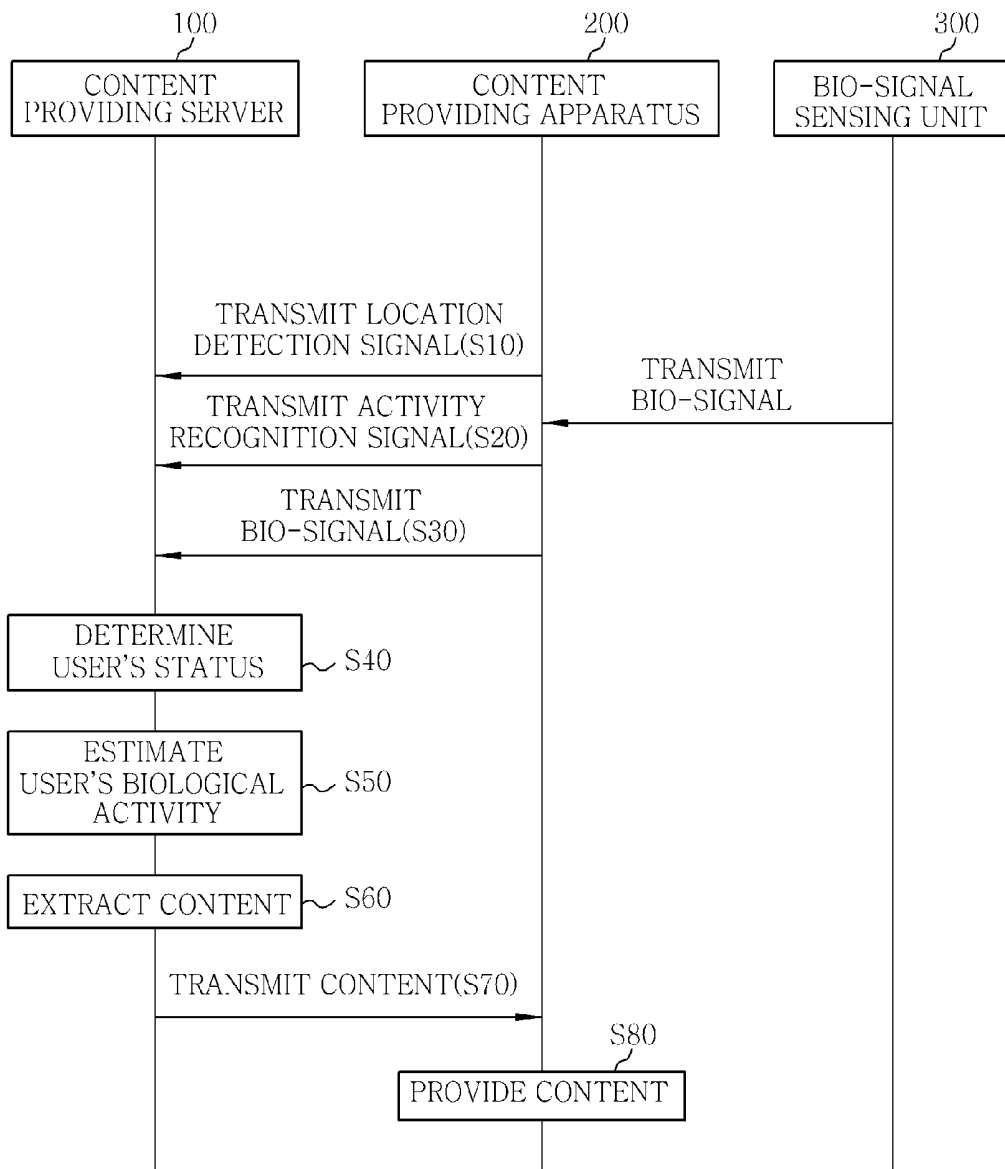 100
200
300
CONTENT
PROVIDING SERVER
CONTENT
PROVIDING APPARATUS
BIO-SIGNAL
SENSING UNIT
TRANSMIT LOCATION
DETECTION SIGNAL(S10)
TRANSMIT
BIO-SIGNAL
TRANSMIT ACTIVITY
RECOGNITION SIGNAL(S20)
TRANSMIT
BIO-SIGNAL(S30)
DETERMINE
USER'S STATUS
S40
ESTIMATE
USER'S BIOLOGICAL
ACTIVITY
S50
EXTRACT CONTENT
S60
TRANSMIT CONTENT(S70)
S80
PROVIDE CONTENT